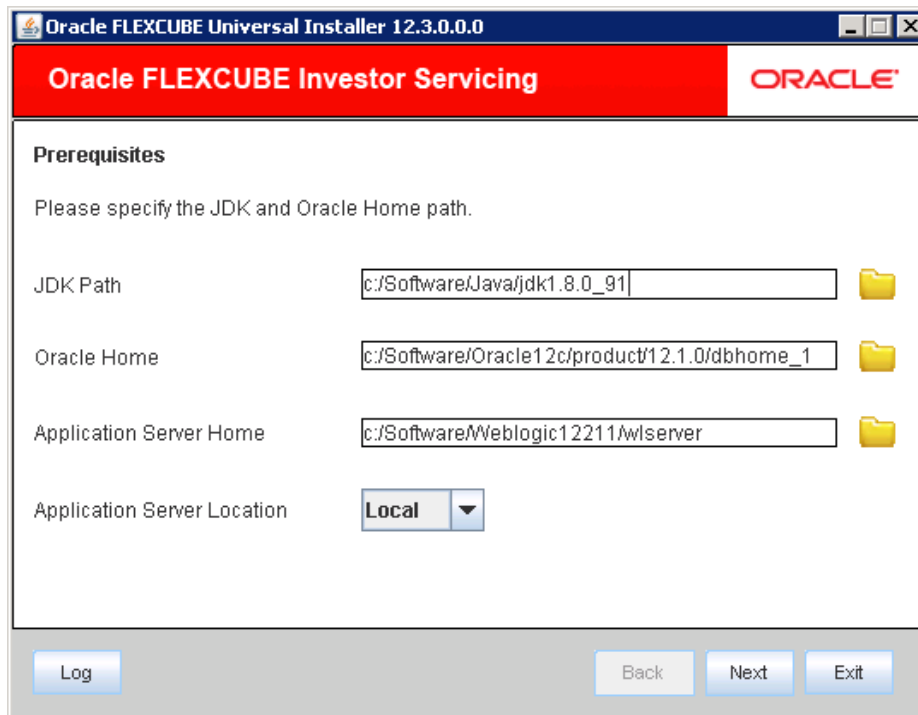 Oracle FLEXCUBE Universal Installer 12.3.0.0.0
Oracle FLEXCUBE Investor Servicing
ORACLE
Prerequisites
Please specify the JDK and Oracle Home path.
JDK Path
c:/Software/Java/jdk1.8.0_91
Oracle Home
c:/Software/Oracle12c/product/12.1.0/dbhome_1
Application Server Home
c:/Software/Weblogic12211/wlserver
Application Server Location
Local
Log
Back
Next
Exit